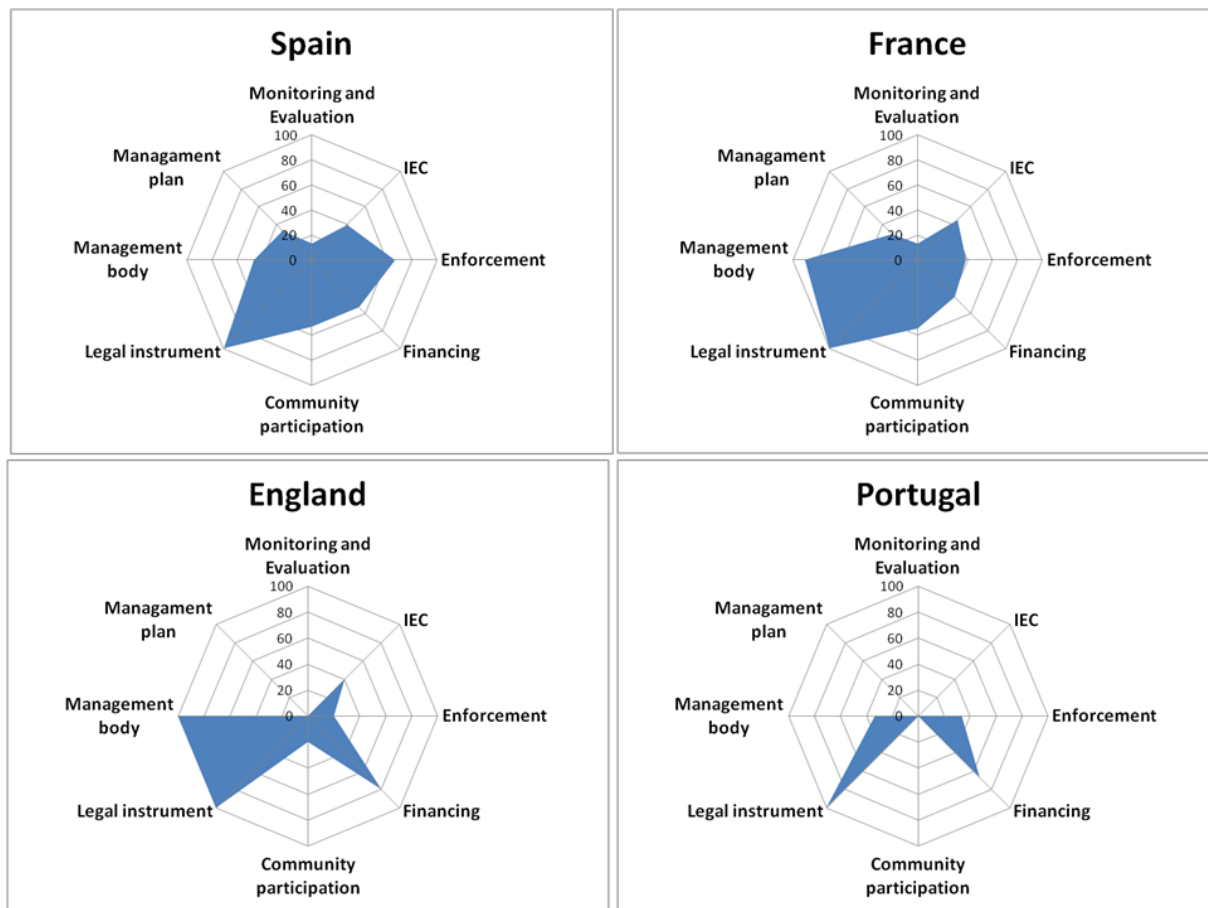 Spain
Monitoring and
Evaluation
100
80
60
40
20
0
IEC
Enforcement
Financing
Community
participation
Legal instrument
Management
body
Managament
plan
France
Monitoring and
Evaluation
100
80
60
40
20
0
IEC
Enforcement
Financing
Community
participation
Legal instrument
Management
body
Managament
plan
England
Monitoring and
Evaluation
100
80
60
40
20
0
IEC
Enforcement
Financing
Community
participation
Legal instrument
Management
body
Managament
plan
Portugal
Monitoring and
Evaluation
100
80
60
40
20
0
IEC
Enforcement
Financing
Community
participation
Legal instrument
Management
body
Managament
plan